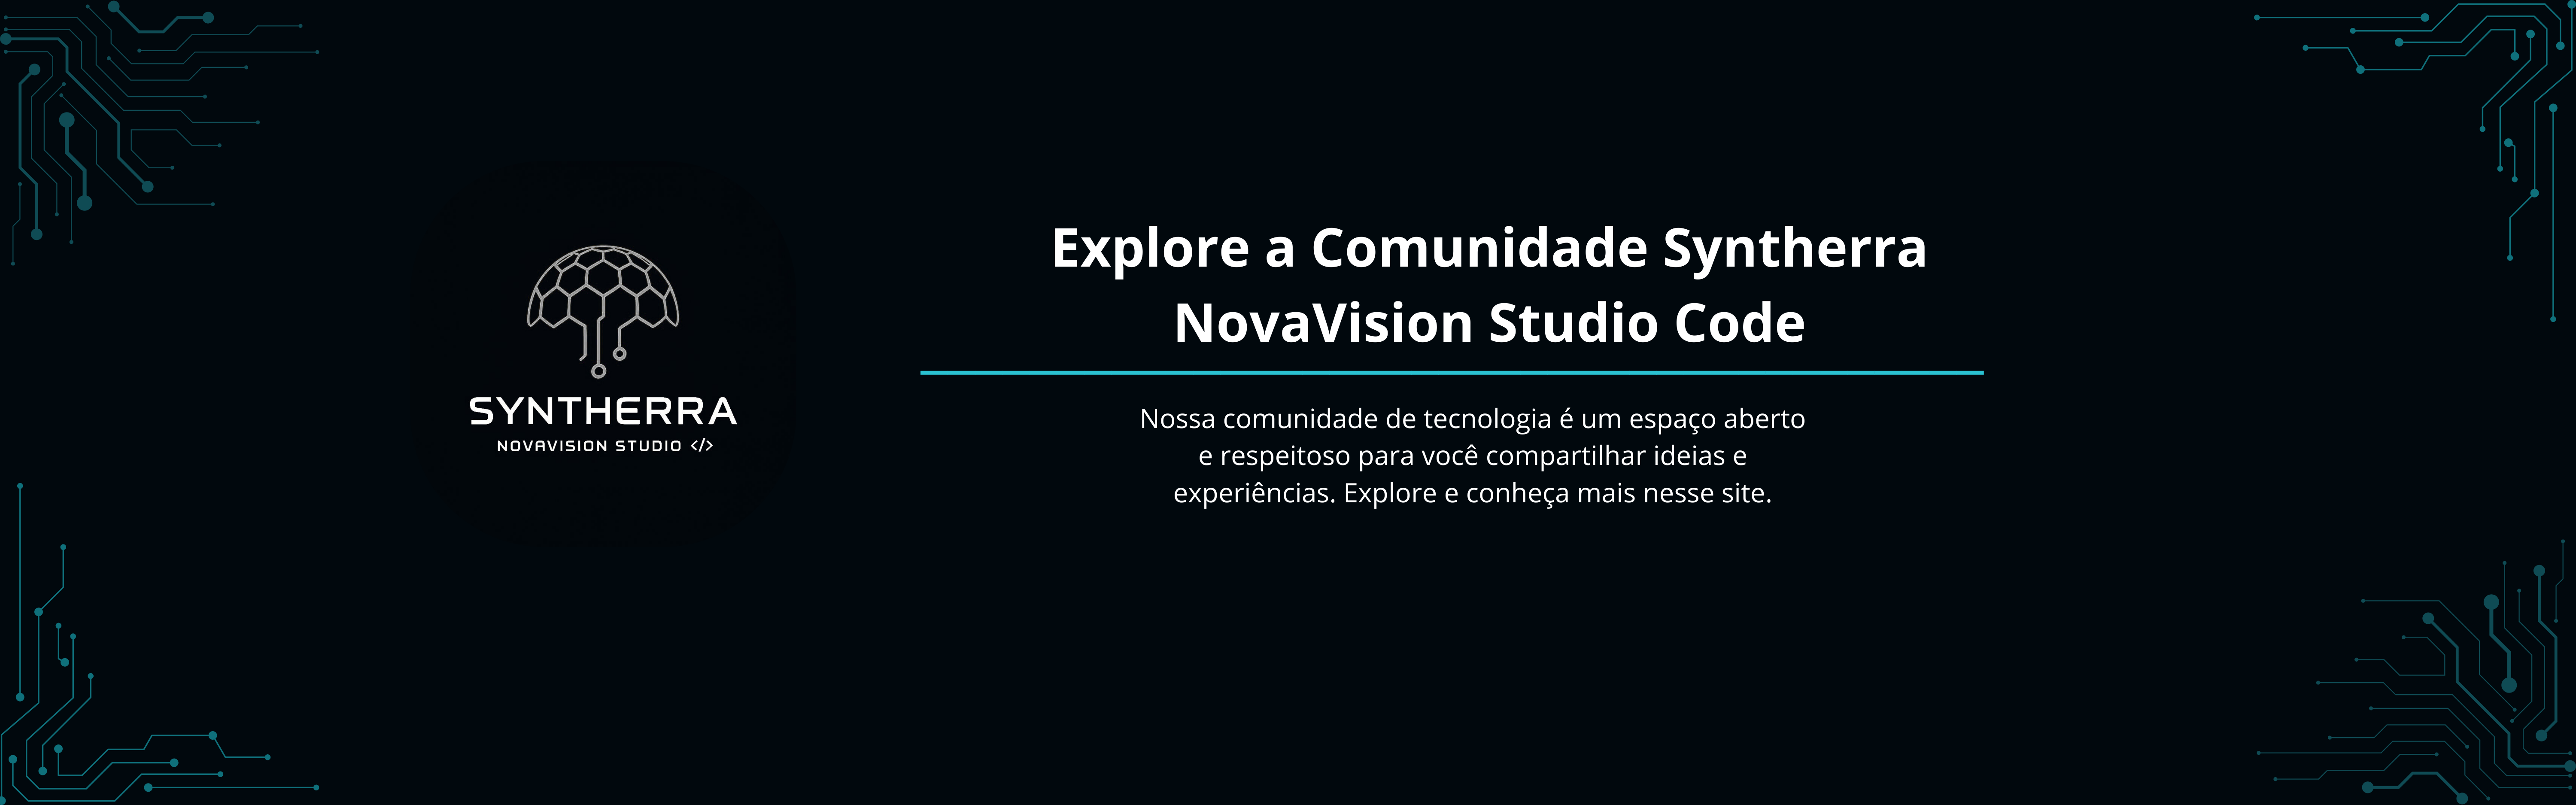 SYNTHERRA
NOVAVISION STUDIO </>
Explore a Comunidade Syntherra
NovaVision Studio Code
Nossa comunidade de tecnologia é um espaço aberto
e respeitoso para você compartilhar ideias e
experiências. Explore e conheça mais nesse site.